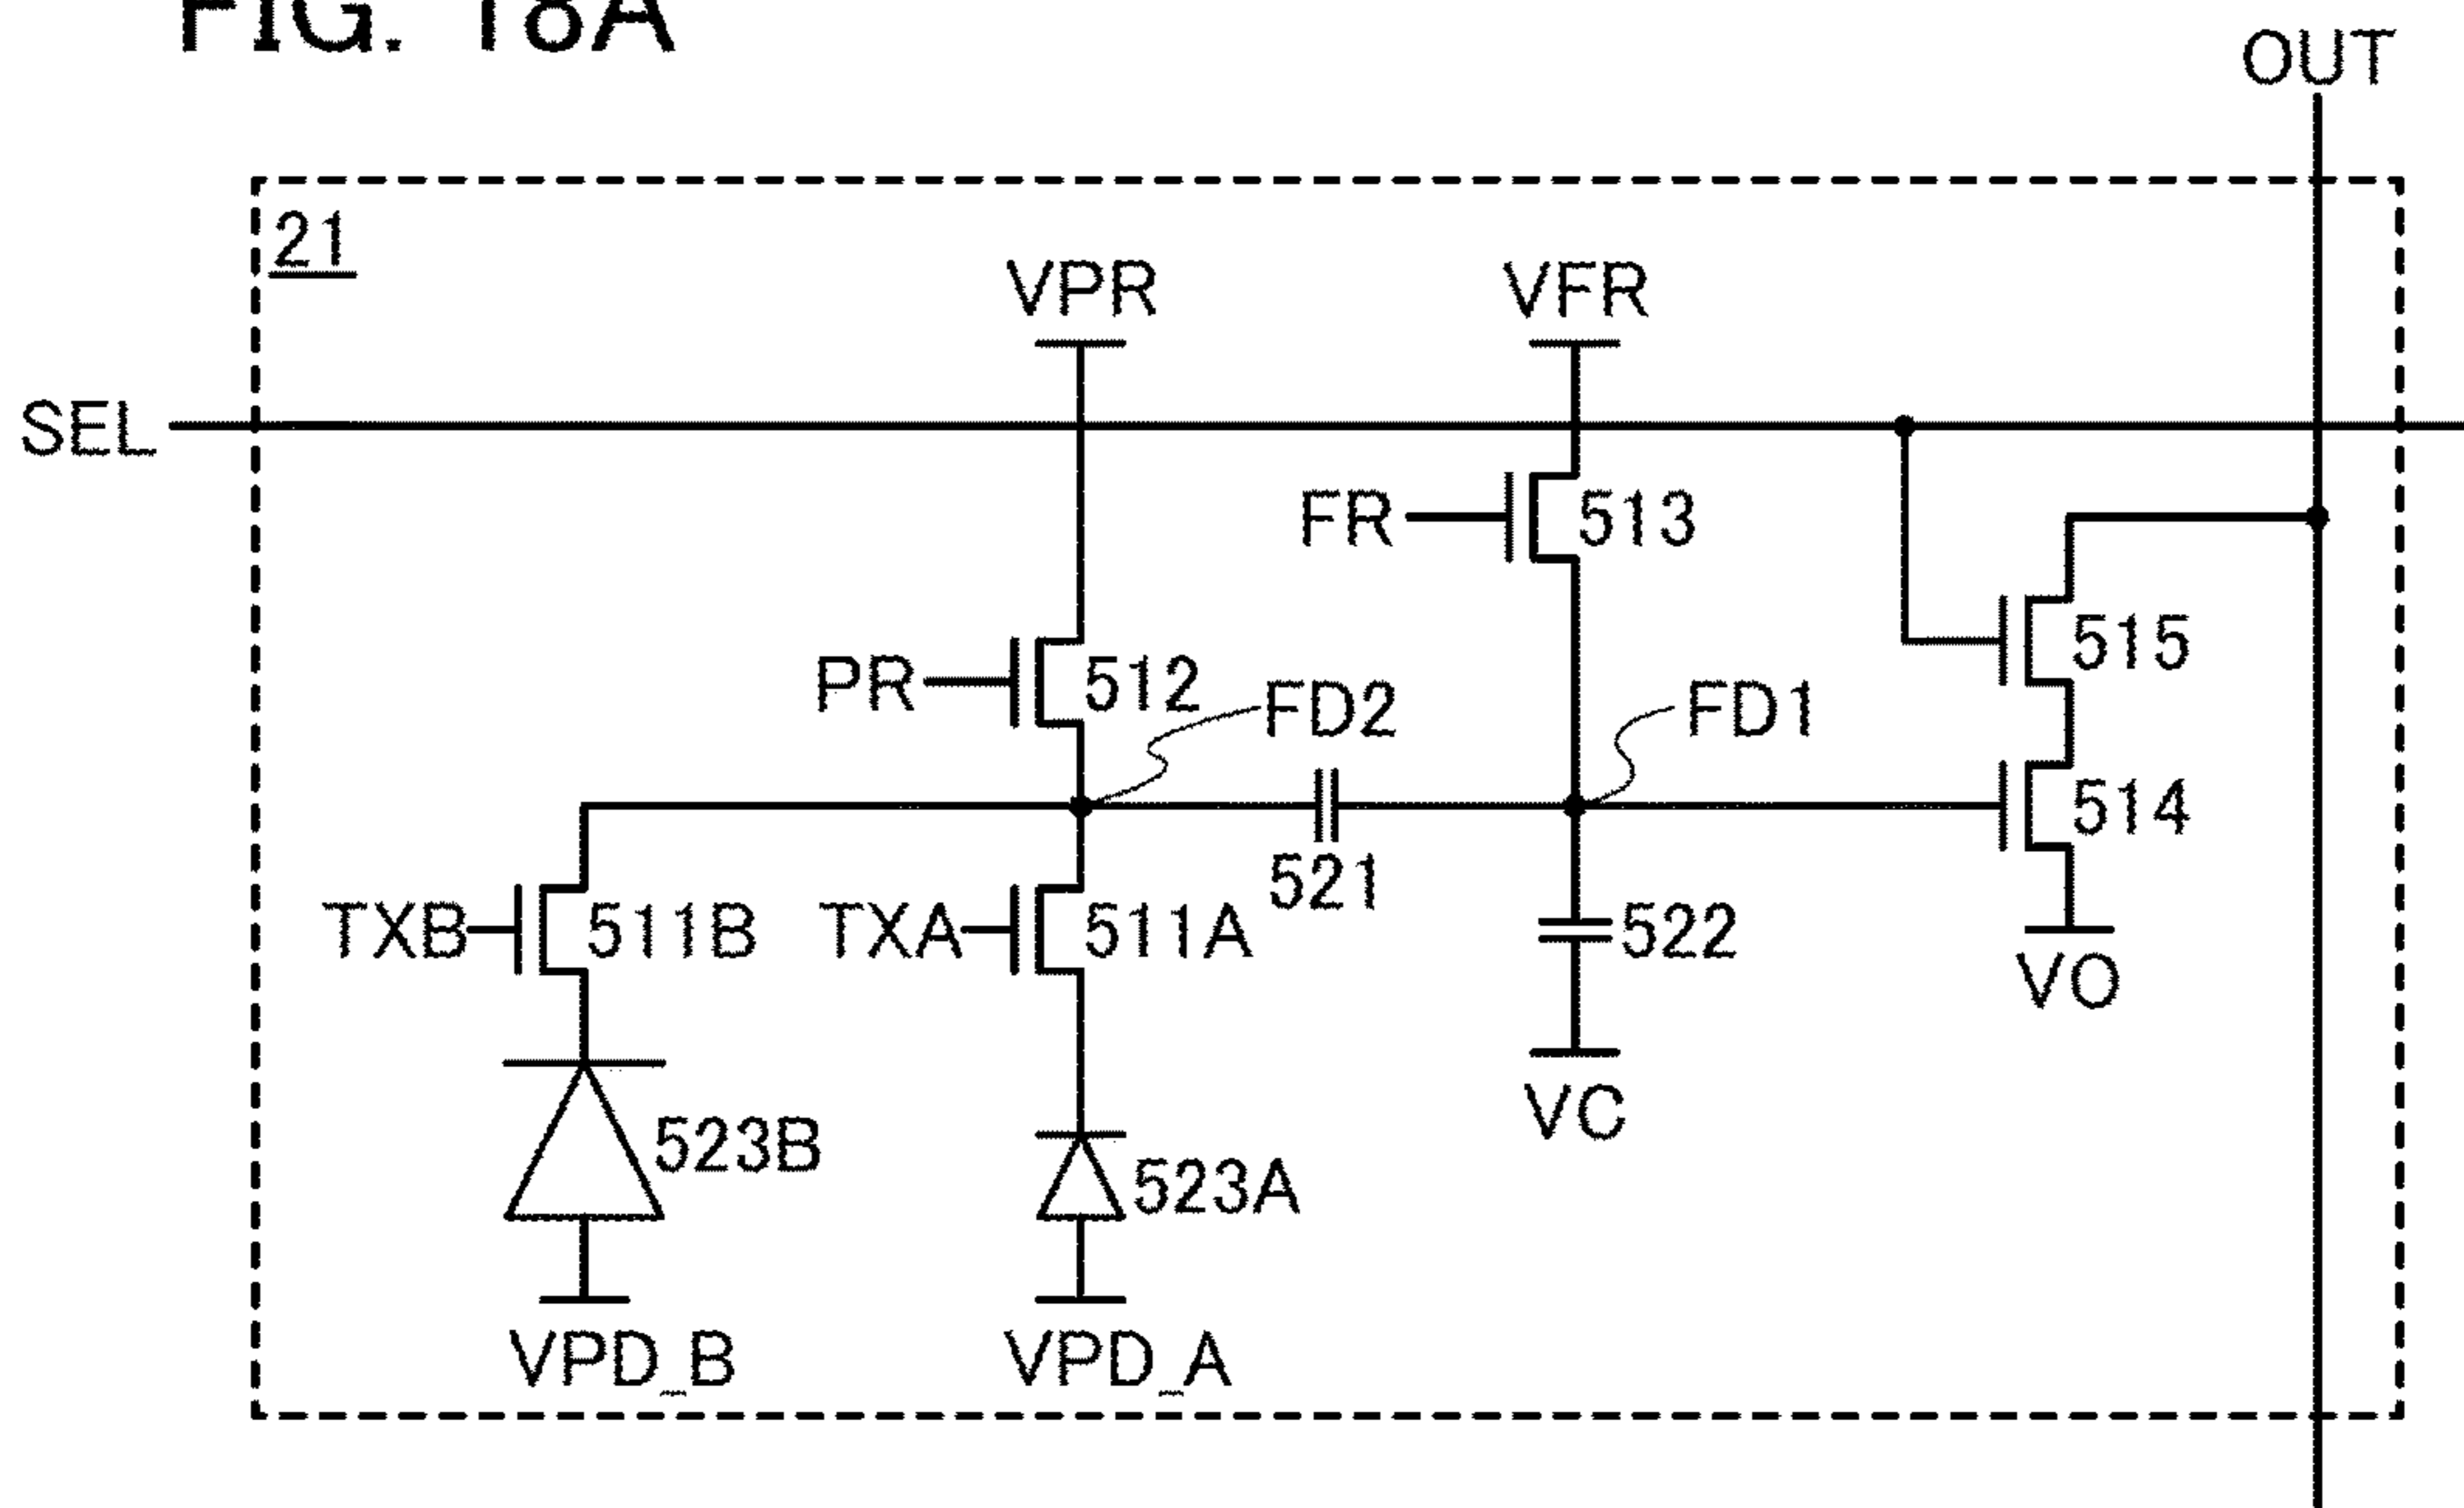 FIG. 18A
OUT
21
VPR
VFR
SEL
FR
513
515
PR
512
FD2
FD1
514
521
TXB
511B
TXA
511A
522
VO
523B
VC
523A
VPD_B
VPD_A